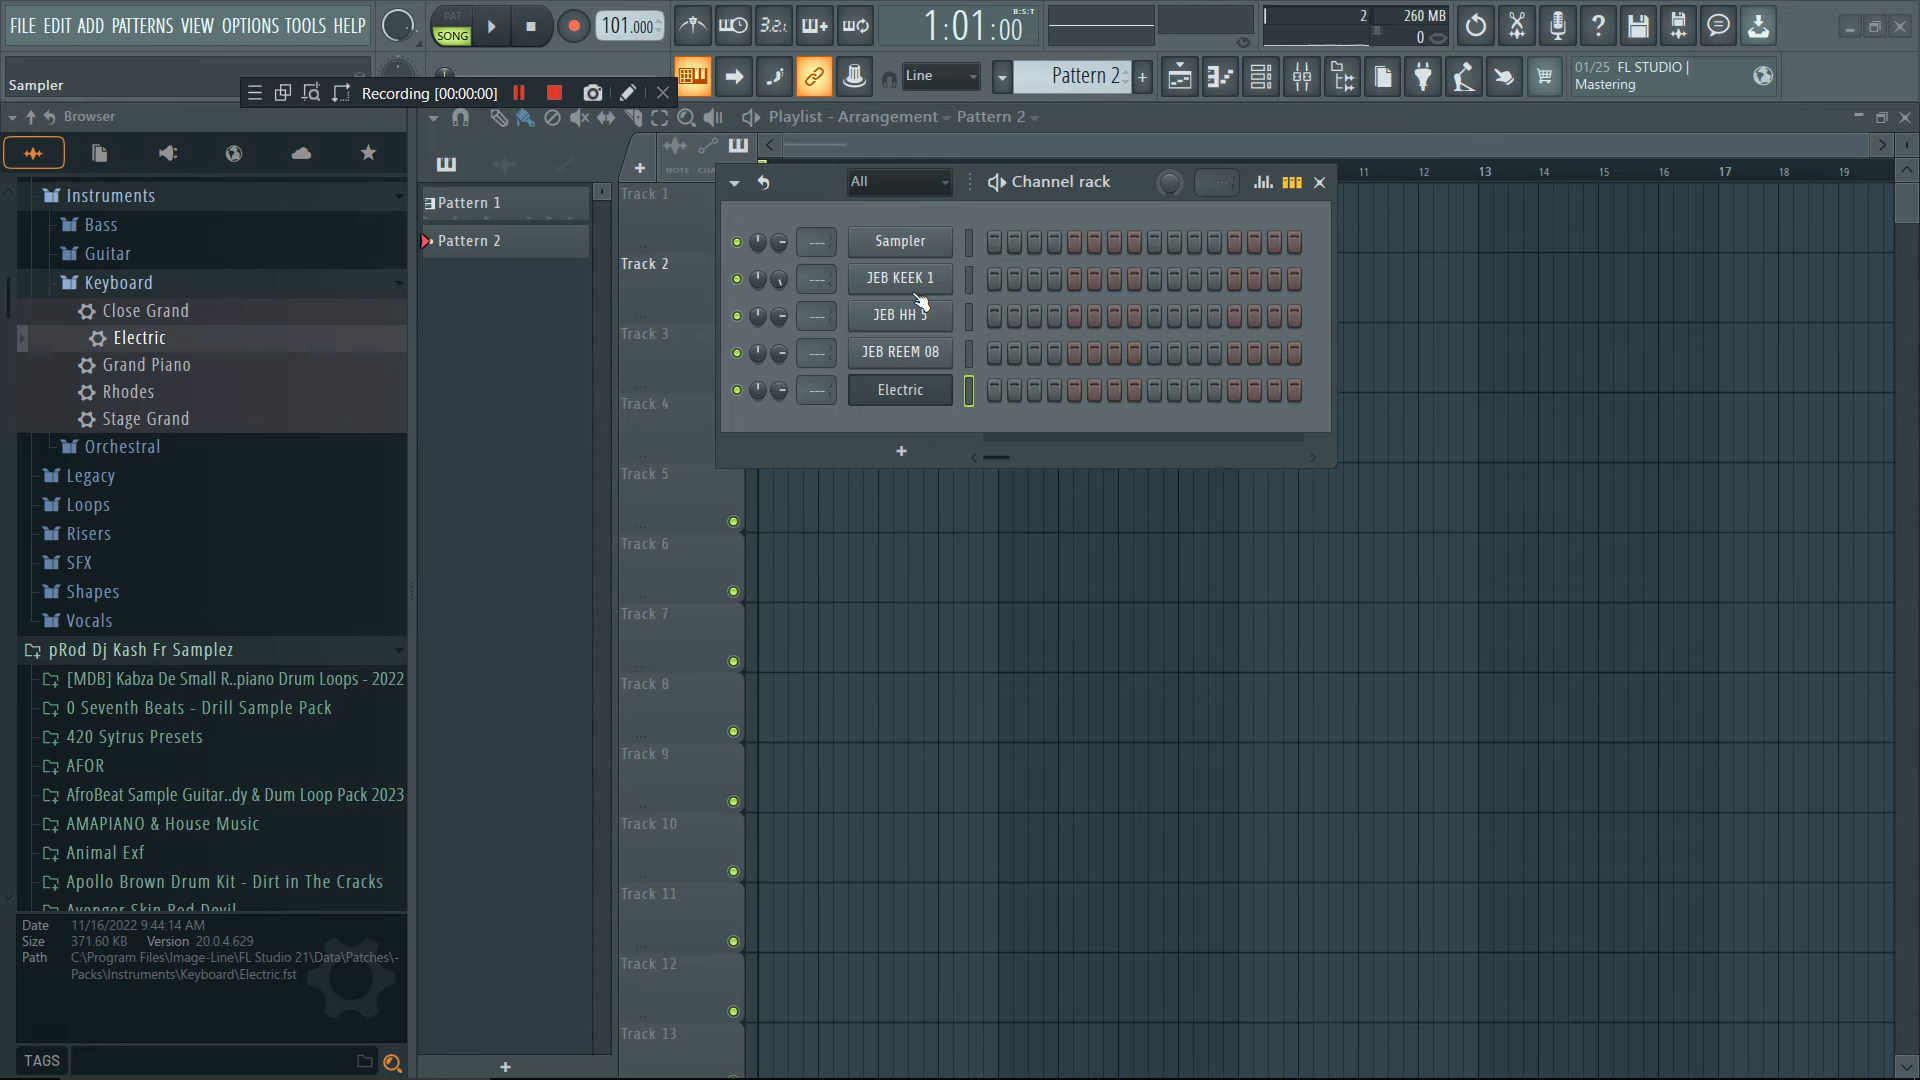 FILE EDIT ADD PATTERNS VIEW OPTIONS TOOLS HELP
PAT
SONG
101.000
3.2.
1:01:00
B:S:T
2
260 MB
0
Sampler
Recording [00:00:00]
Line
Pattern 2
+
01/25 FL STUDIO |
Mastering
Browser
Playlist - Arrangement
Pattern 2
NOTE
Instruments
Bass
Guitar
Keyboard
Close Grand
Electric
Grand Piano
Rhodes
Stage Grand
Orchestral
Legacy
Loops
Risers
SFX
Shapes
Vocals
pRod Dj Kash Fr Samplez
[MDB] Kabza De Small R..piano Drum Loops - 2022
0 Seventh Beats - Drill Sample Pack
420 Sytrus Presets
AFOR
AfroBeat Sample Guitar..dy & Dum Loop Pack 2023
AMAPIANO & House Music
Animal Exf
Apollo Brown Drum Kit - Dirt in The Cracks
Date 11/16/2022 9:44:14 AM
Size 371.60 KB Version 20.0.4.629
Path C:\Program Files\Image-Line\FL Studio 21\Data\Patches\-
Packs\Instruments\Keyboard\Electric.fst
TAGS
Pattern 1
Pattern 2
+
Track 1
Track 2
Track 3
Track 4
Track 5
Track 6
Track 7
Track 8
Track 9
Track 10
Track 11
Track 12
Track 13
11 12 13 14 15 16 17 18 19
All
Channel rack
Sampler
JEB KEEK 1
JEB HH 5
JEB REEM 08
Electric
+